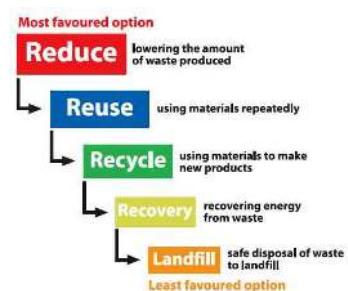 Most favoured option
Reduce
lowering the amount
of waste produced
Reuse
using materials repeatedly
Recycle
using materials to make
new products
Recovery
recovering energy
from waste
Landfill
safe disposal of waste
to landfill
Least favoured option